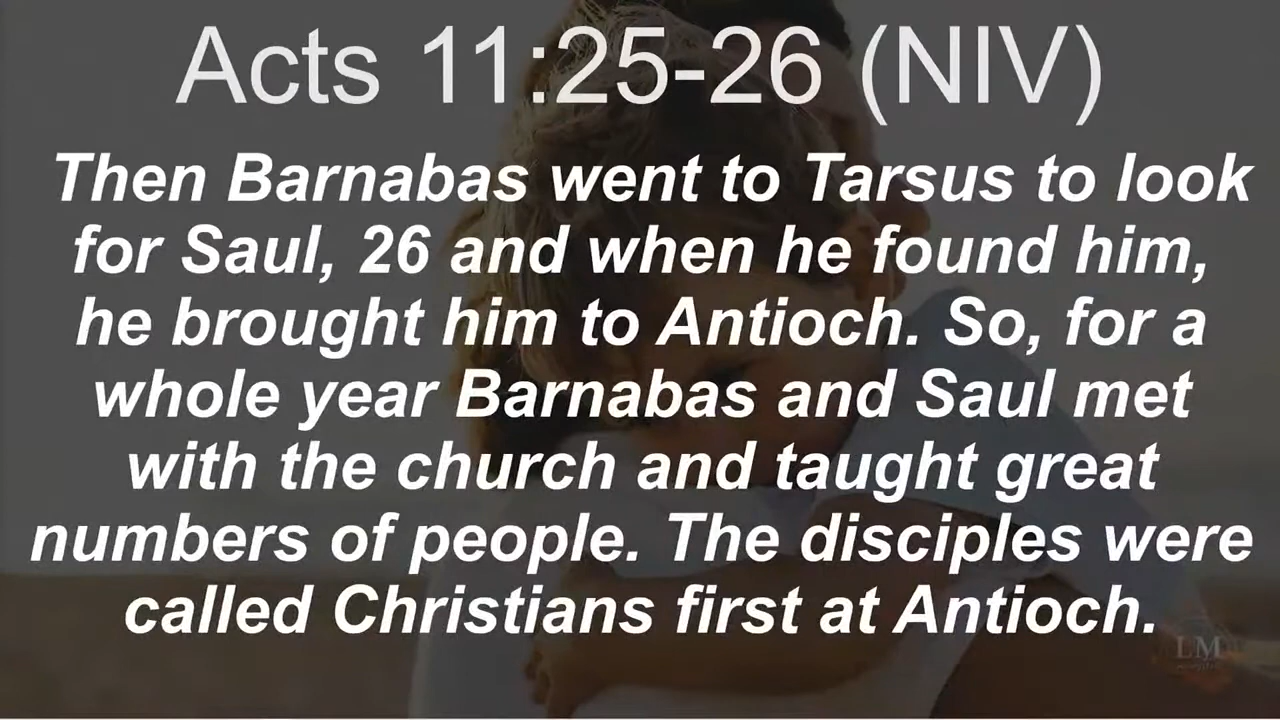 Acts 11:25-26 (NIV)
Then Barnabas went to Tarsus to look
for Saul, 26 and when he found him,
he brought him to Antioch. So, for a
whole year Barnabas and Saul met
with the church and taught great
numbers of people. The disciples were
called Christians first at Antioch.
LM